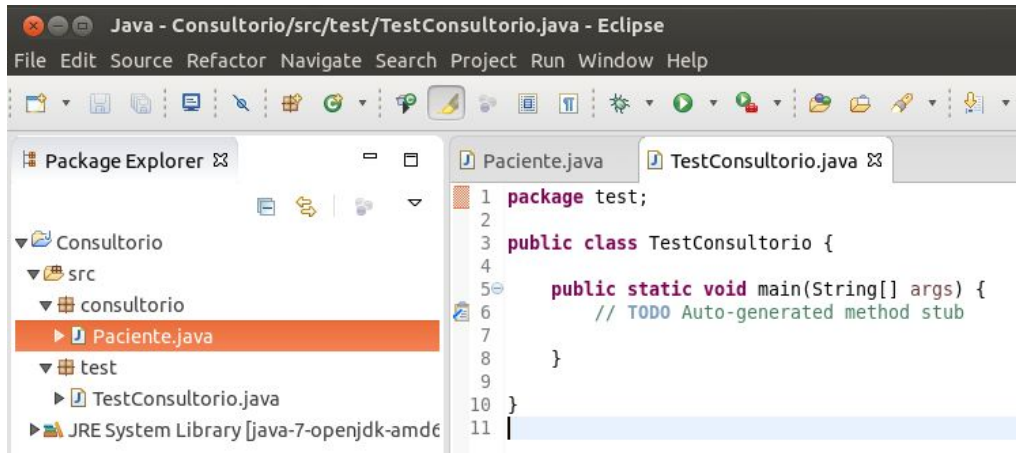 Java - Consultorio/src/test/TestConsultorio.java - Eclipse
File Edit Source Refactor Navigate Search Project Run Window Help
Package Explorer
Consultorio
src
consultorio
Paciente.java
test
TestConsultorio.java
JRE System Library [java-7-openjdk-amd6
Paciente.java TestConsultorio.java
1 package test;
2
3 public class TestConsultorio {
4
5 public static void main(String[] args) {
6 // TODO Auto-generated method stub
7
8 }
9
10 }
11